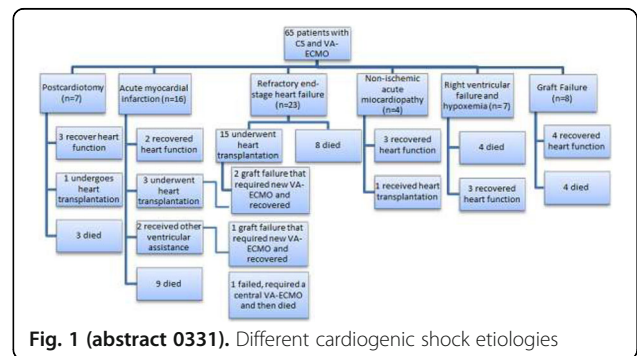 65 patients with
CS and VA-
ECMO
Postcardiotomy
(n=7)
3 recover heart
function
1 undergoes
heart
transplantation
3 died
Acute myocardial
infarction (n=16)
2 recovered
heart function
3 underwent
heart
transplantation
2 received other
ventricular
assistance
9 died
Refractory end-
stage heart failure
(n=23)
15 underwent
heart
transplantation
8 died
2 graft failure that
required new VA-
ECMO and
recovered
1 graft failure that
required new VA-
ECMO and
recovered
1 failed, required a
central VA-ECMO
and then died
Non-ischemic
acute
miocardiopathy
(n=4)
3 recovered
heart function
1 received heart
transplantation
Right ventricular
failure and
hypoxemia (n=7)
4 died
3 recovered
heart function
Graft Failure
(n=8)
4 recovered
heart function
4 died
Fig. 1 (abstract 0331). Different cardiogenic shock etiologies